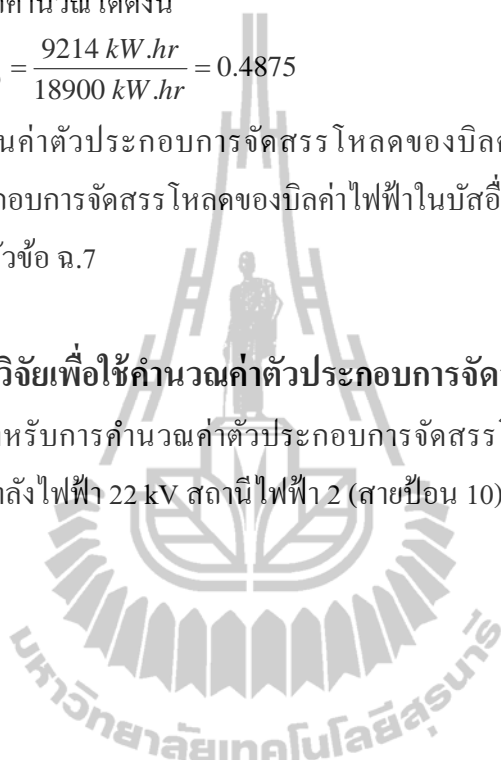 คำนวณได้ดังนี้
= 9214 kW.hr / 18900 kW.hr = 0.4875
ค่าตัวประกอบการจัดสรรโหลดของบิลค
กอบการจัดสรรโหลดของบิลค่าไฟฟ้าในบัสอื่
วข้อ ฉ.7
วิจัยเพื่อใช้คำนวณค่าตัวประกอบการจัด
หรับการคำนวณค่าตัวประกอบการจัดสรรโ
ำลังไฟฟ้า 22 kV สถานีไฟฟ้า 2 (สายป้อน 10)
มหาวิทยาลัยเทคโนโลยีสุรนารี